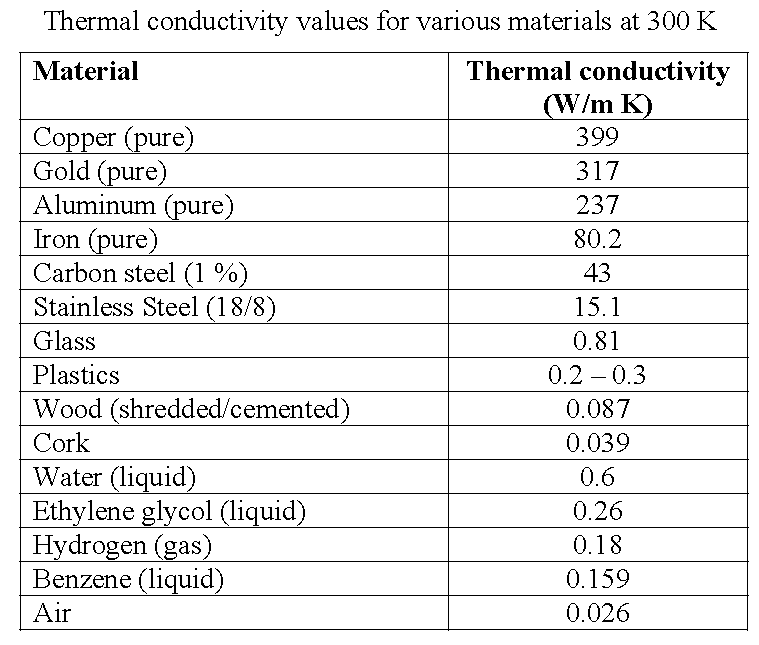 Thermal conductivity values for various materials at 300 K
Material Thermal conductivity
(W/m K)
Copper (pure) 399
Gold (pure) 317
Aluminum (pure) 237
Iron (pure) 80.2
Carbon steel (1 %) 43
Stainless Steel (18/8) 15.1
Glass 0.81
Plastics 0.2 – 0.3
Wood (shredded/cemented) 0.087
Cork 0.039
Water (liquid) 0.6
Ethylene glycol (liquid) 0.26
Hydrogen (gas) 0.18
Benzene (liquid) 0.159
Air 0.026